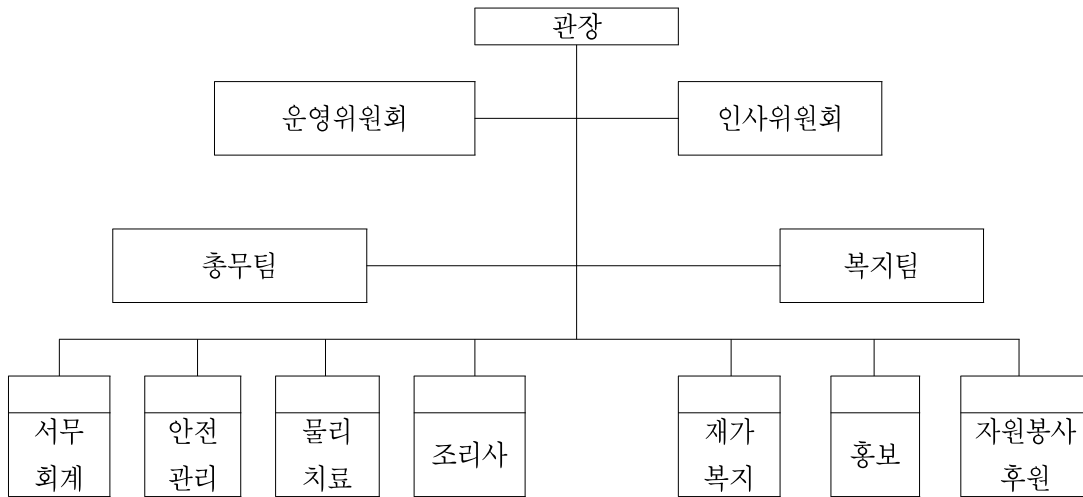 관장
운영위원회
인사위원회
총무팀
복지팀
서무
회계
안전
관리
물리
치료
조리사
재가
복지
홍보
자원봉사
후원